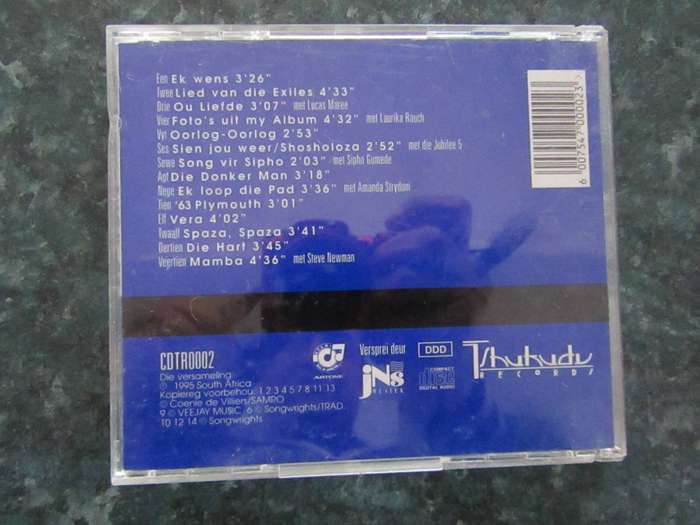 Een Ek wens 3'26"
Twee Lied van die Exiles 4'33"
Drie Ou Liefde 3'07" met Lucas Maree
Vier Foto's uit my Album 4'32" met Laurika Rauch
Vyf Oorlog-Oorlog 2'53"
Ses Sien jou weer/Shosholoza 2'52" met die Jubilee 5
Sewe Song vir Sipho 2'03" met Sipho Gumede
Agt Die Donker Man 3'18"
Nege Ek loop die Pad 3'36" met Amanda Strydom
Tien '63 Plymouth 3'01"
Elf Vera 4'02"
Twaalf Spaza, Spaza 3'41"
Dertien Die Hart 3'45"
Veertien Mamba 4'36" met Steve Newman
6 007547 000023
CDTR0002
Die versameling
℗ 1995 South Africa
Kopiereg voorbehou: 1 2 3 4 5 7 8 11 13
© Coenie de Villiers/SAMRO
9 © VEEJAY MUSIC 6 © Songwrights/TRAD.
10 12 14 © Songwrights
ARTONE
Versprei deur
JNS
MUSIEK
DDD
COMPACT
disc
DIGITAL AUDIO
Tshukudu
RECORDS